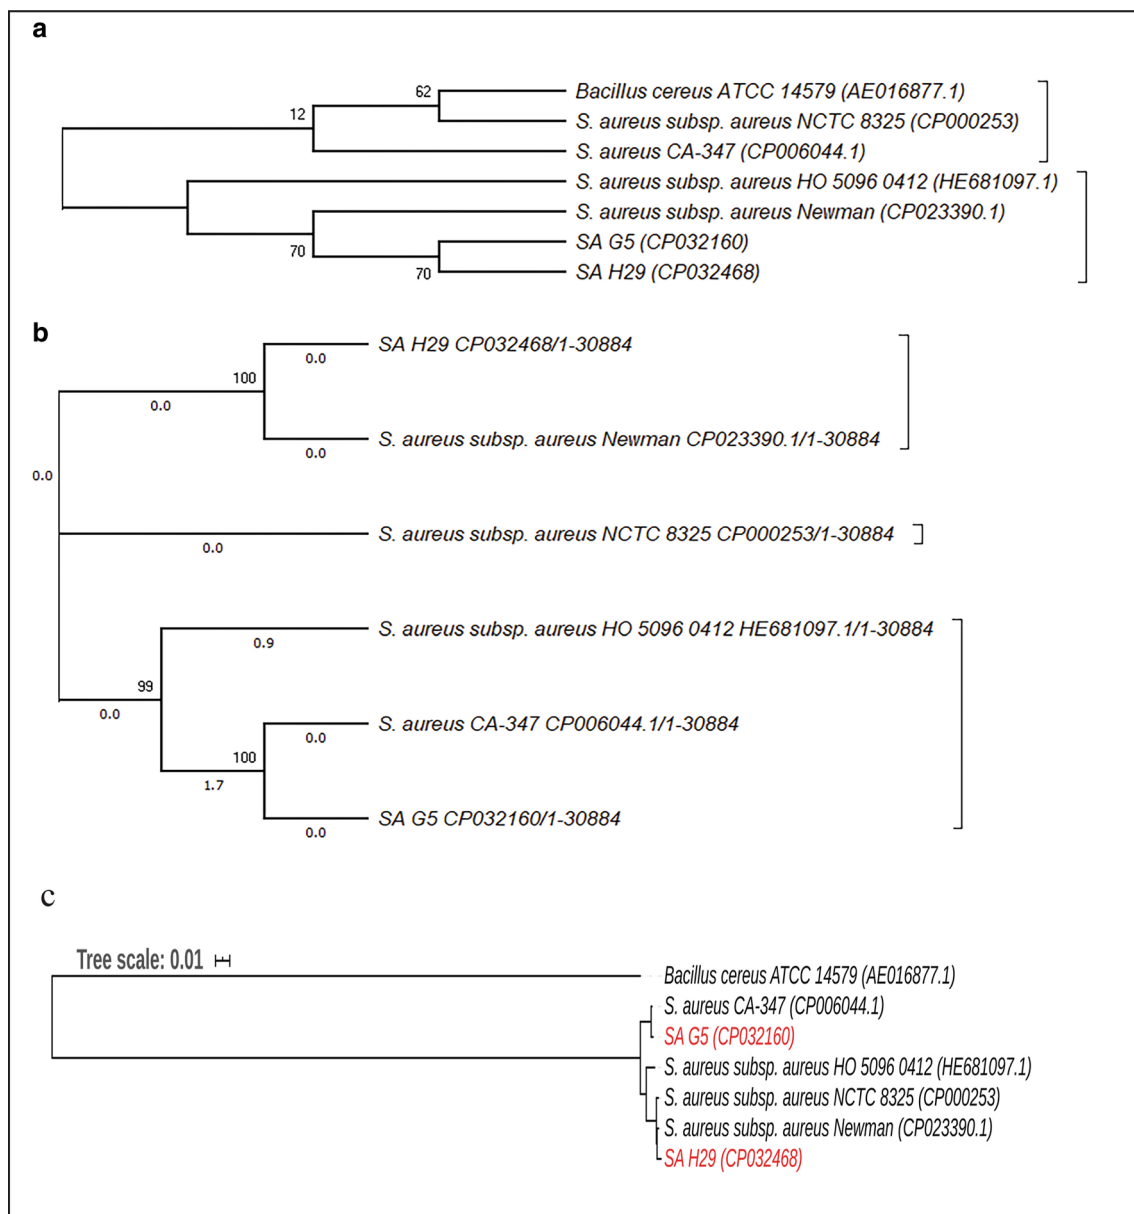 a
62
Bacillus cereus ATCC 14579 (AE016877.1)
12
S. aureus subsp. aureus NCTC 8325 (CP000253)
S. aureus CA-347 (CP006044.1)
S. aureus subsp. aureus HO 5096 0412 (HE681097.1)
S. aureus subsp. aureus Newman (CP023390.1)
70
SA G5 (CP032160)
70
SA H29 (CP032468)
b
SA H29 CP032468/1-30884
0.0
100
0.0
S. aureus subsp. aureus Newman CP023390.1/1-30884
0.0
0.0
S. aureus subsp. aureus NCTC 8325 CP000253/1-30884
0.0
S. aureus subsp. aureus HO 5096 0412 HE681097.1/1-30884
0.9
99
0.0
S. aureus CA-347 CP006044.1/1-30884
0.0
100
1.7
SA G5 CP032160/1-30884
0.0
c
Tree scale: 0.01
Bacillus cereus ATCC 14579 (AE016877.1)
S. aureus CA-347 (CP006044.1)
SA G5 (CP032160)
S. aureus subsp. aureus HO 5096 0412 (HE681097.1)
S. aureus subsp. aureus NCTC 8325 (CP000253)
S. aureus subsp. aureus Newman (CP023390.1)
SA H29 (CP032468)